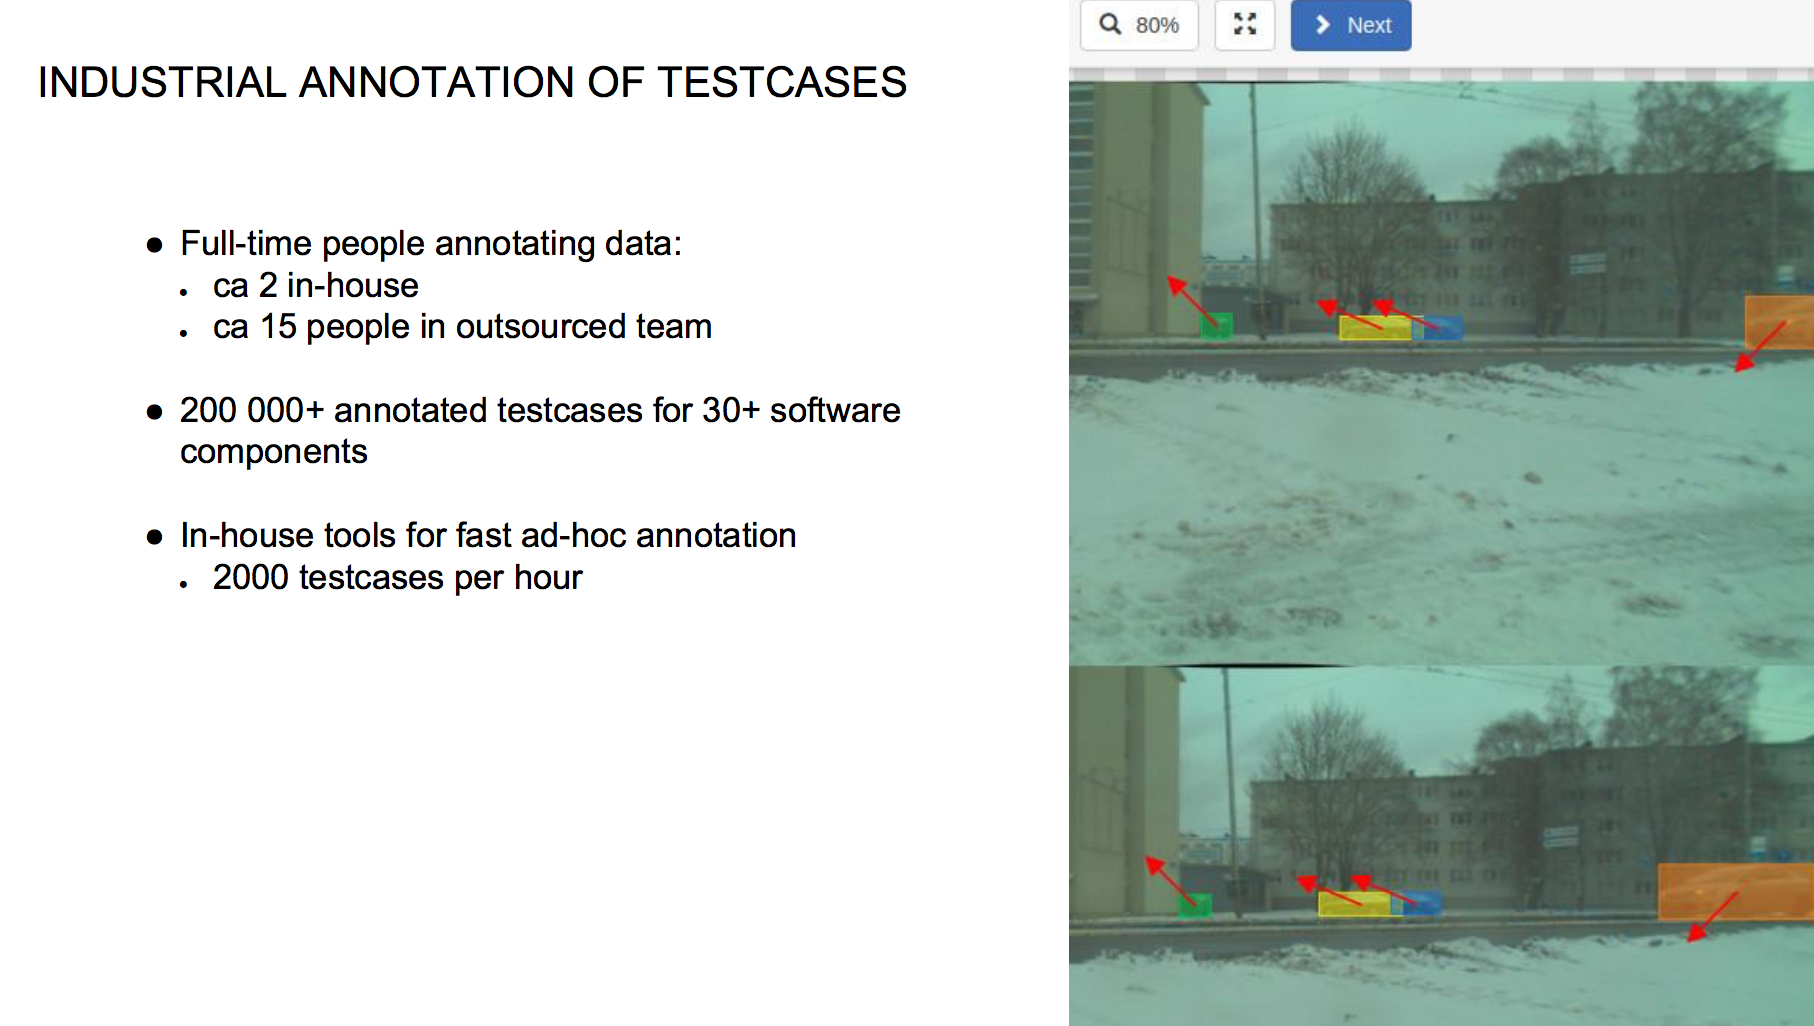 INDUSTRIAL ANNOTATION OF TESTCASES
● Full-time people annotating data:
• ca 2 in-house
• ca 15 people in outsourced team
● 200 000+ annotated testcases for 30+ software
components
● In-house tools for fast ad-hoc annotation
• 2000 testcases per hour
80%
Next